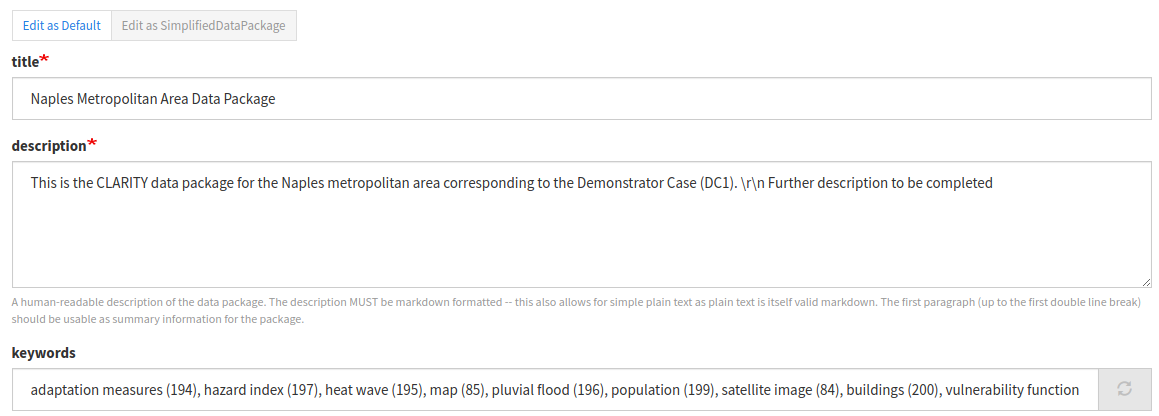 Edit as Default Edit as SimplifiedDataPackage
title*
Naples Metropolitan Area Data Package
description*
This is the CLARITY data package for the Naples metropolitan area corresponding to the Demonstrator Case (DC1). \r\n Further description to be completed
A human-readable description of the data package. The description MUST be markdown formatted -- this also allows for simple plain text as plain text is itself valid markdown. The first paragraph (up to the first double line break)
should be usable as summary information for the package.
keywords
adaptation measures (194), hazard index (197), heat wave (195), map (85), pluvial flood (196), population (199), satellite image (84), buildings (200), vulnerability function